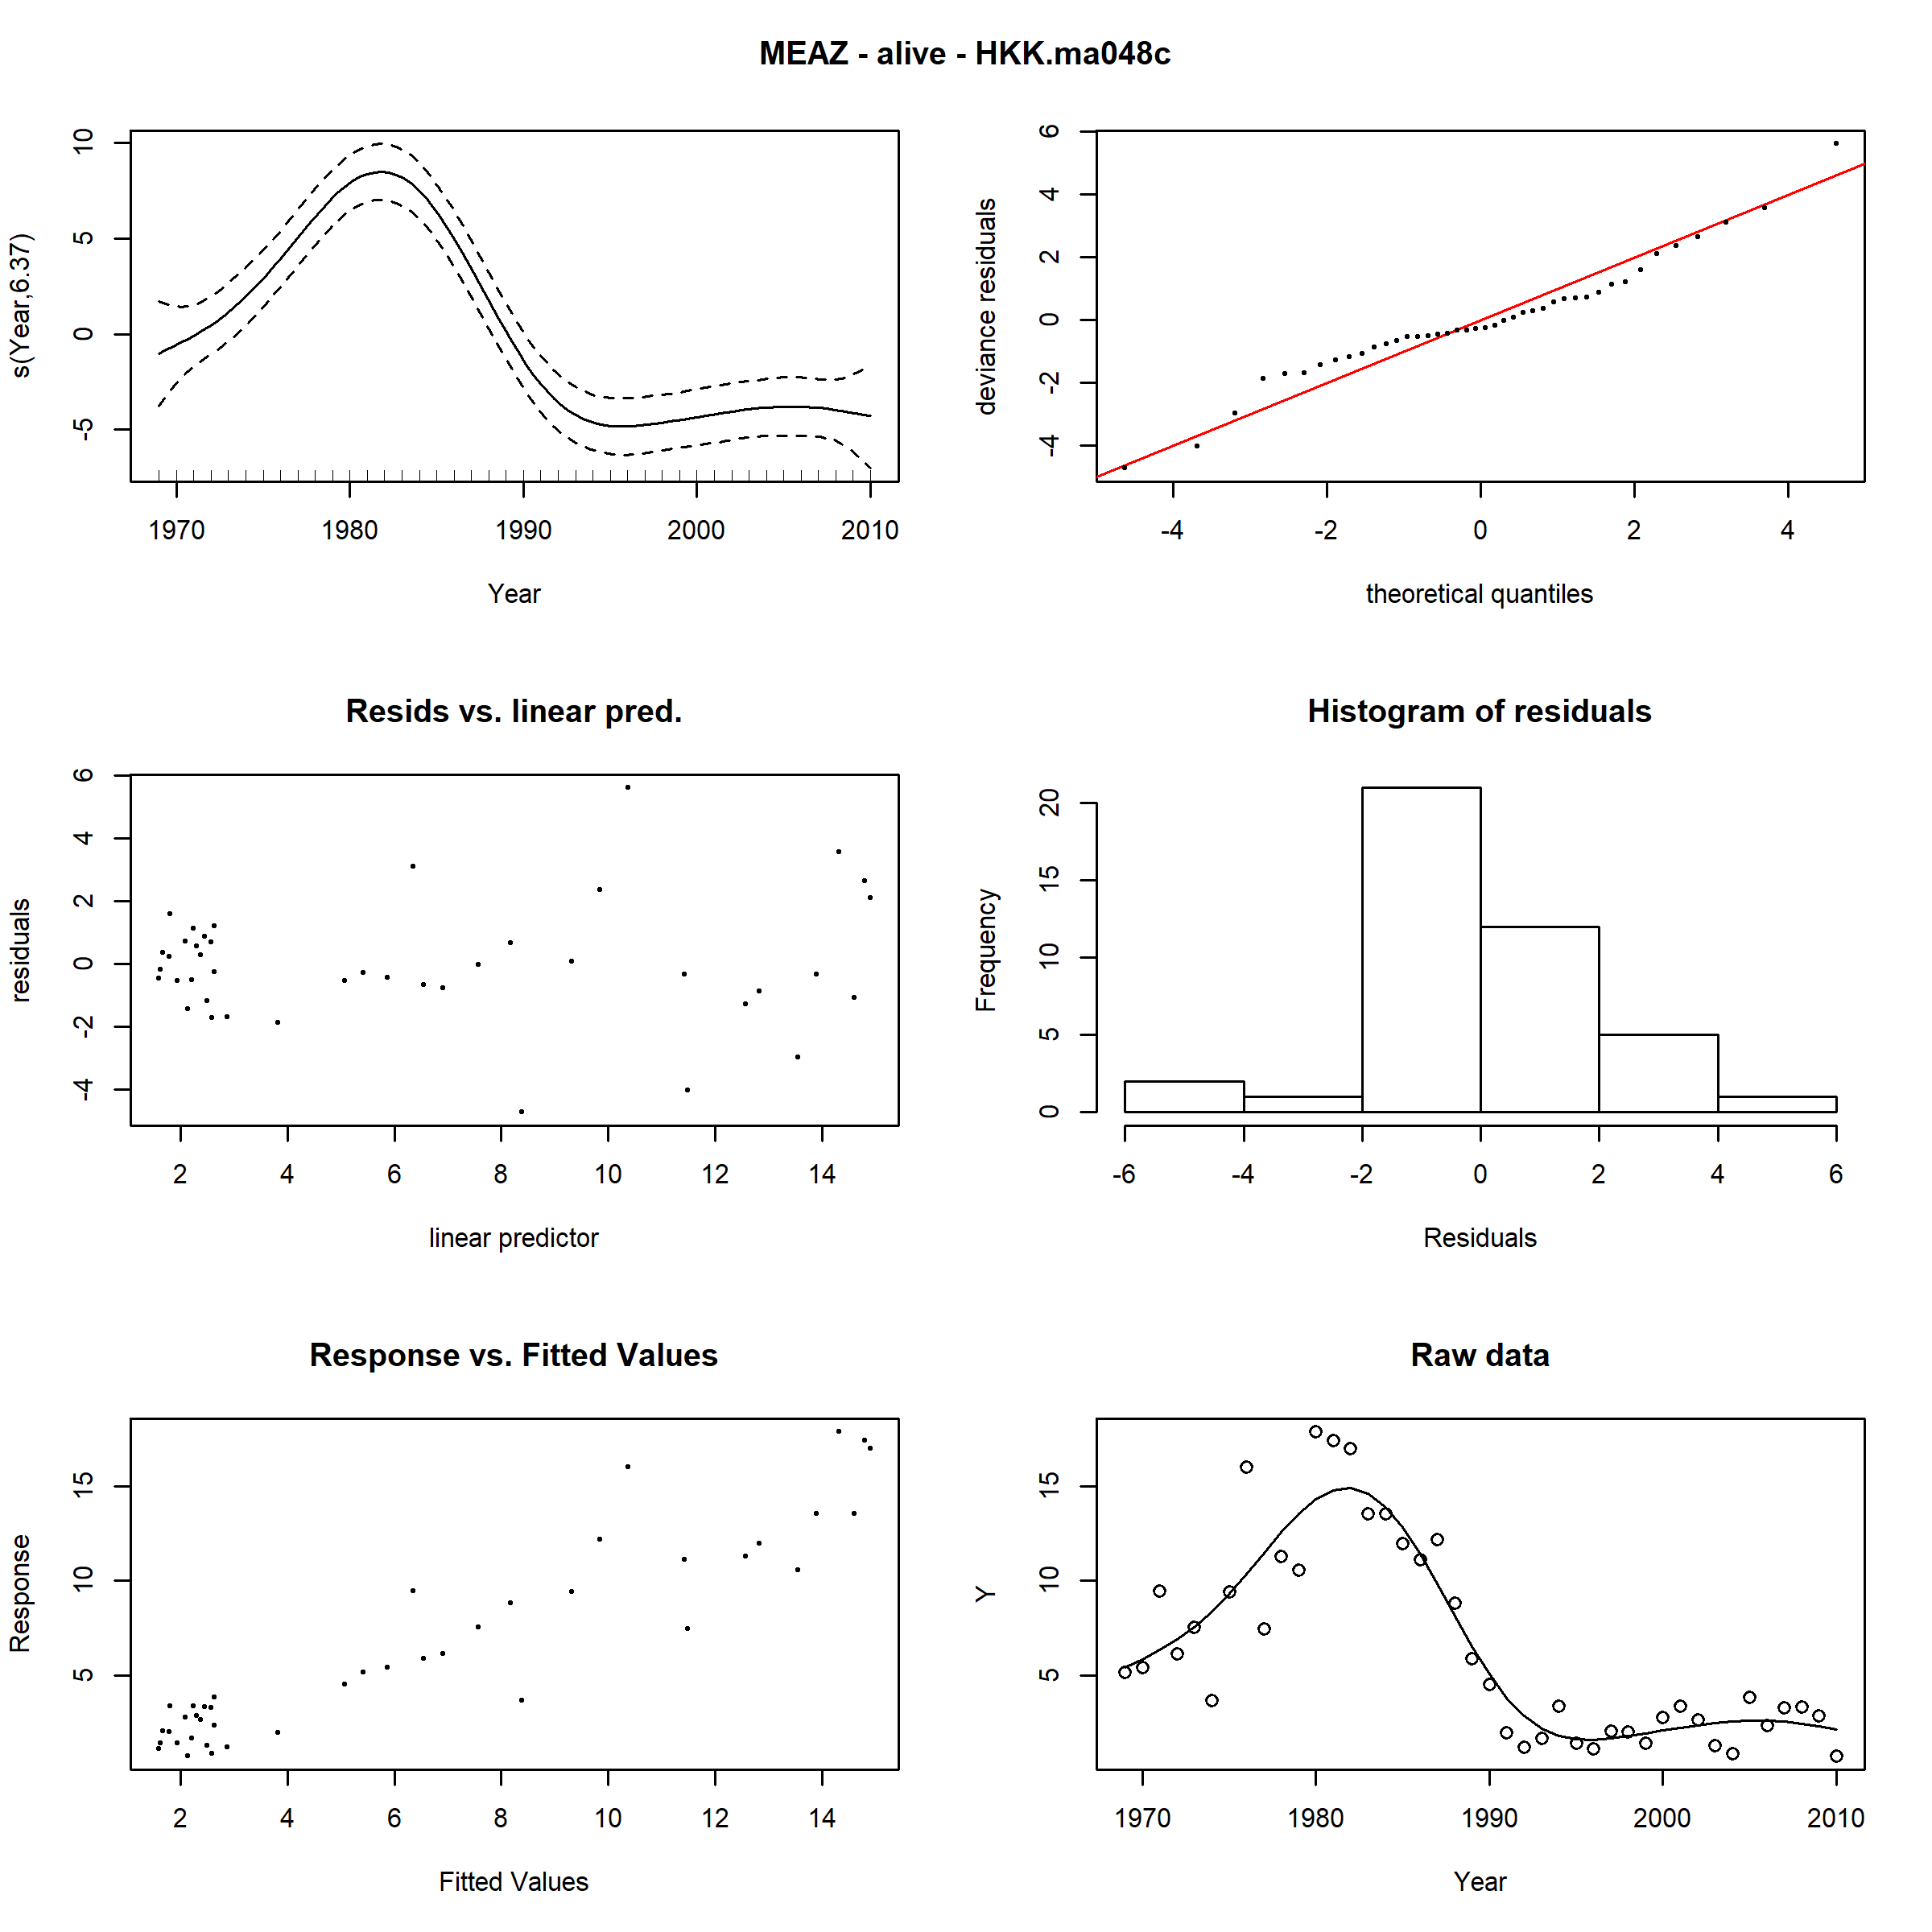 MEAZ - alive - HKK.ma048c
10
5
0
-5
s(Year,6.37)
1970 1980 1990 2000 2010
Year
6
4
2
0
-2
-4
deviance residuals
-4 -2 0 2 4
theoretical quantiles
Resids vs. linear pred.
6
4
2
0
-2
-4
residuals
2 4 6 8 10 12 14
linear predictor
Histogram of residuals
20
15
10
5
0
Frequency
-6 -4 -2 0 2 4 6
Residuals
Response vs. Fitted Values
15
10
5
Response
2 4 6 8 10 12 14
Fitted Values
Raw data
15
10
5
Y
1970 1980 1990 2000 2010
Year